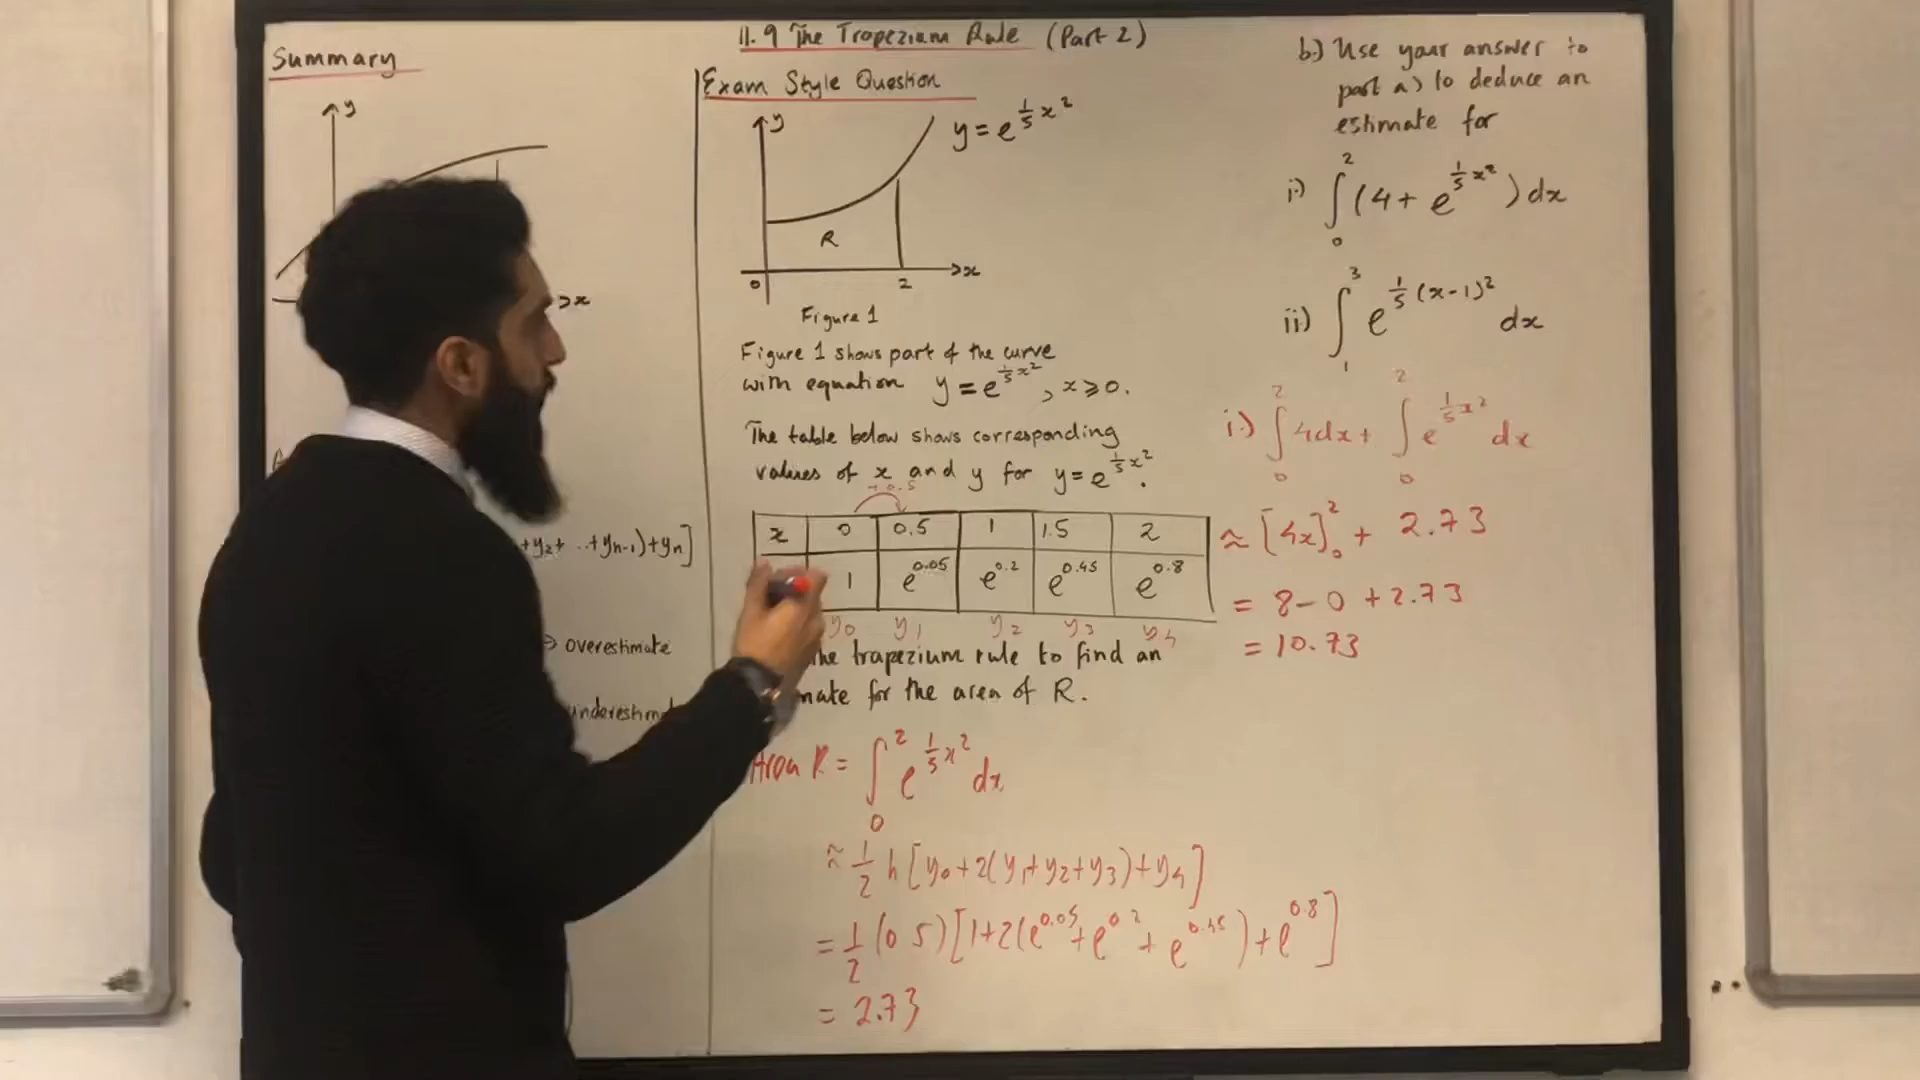 11.9 The Trapezium Rule (Part 2)
Summary
y
x
+y₂+ ..+yₙ₋₁)+yₙ]
→ overestimate
Exam Style Question
y
y = e^{1/5 x²}
R
0
2
x
Figure 1
Figure 1 shows part of the curve
with equation y = e^{1/5 x²}, x ⩾ 0.
The table below shows corresponding
values of x and y for y = e^{1/5 x²}.
+0.5
x 0 0.5 1 1.5 2
1 e^{0.05} e^{0.2} e^{0.45} e^{0.8}
y₀ y₁ y₂ y₃ y₄
trapezium rule to find an
for the area of R.
Area R = ∫₀² e^{1/5 x²} dx
≈ 1/2 h [y₀+2(y₁+y₂+y₃)+y₄]
= 1/2 (0.5)[1+2(e^{0.05}+e^{0.2}+e^{0.45})+e^{0.8}]
= 2.73
b.) Use your answer to
part a) to deduce an
estimate for
i.) ∫₀² (4 + e^{1/5 x²}) dx
ii.) ∫₁³ e^{1/5 (x-1)²} dx
i.) ∫₀² 4dx + ∫₀² e^{1/5 x²} dx
≈ [4x]₀² + 2.73
= 8 - 0 + 2.73
= 10.73